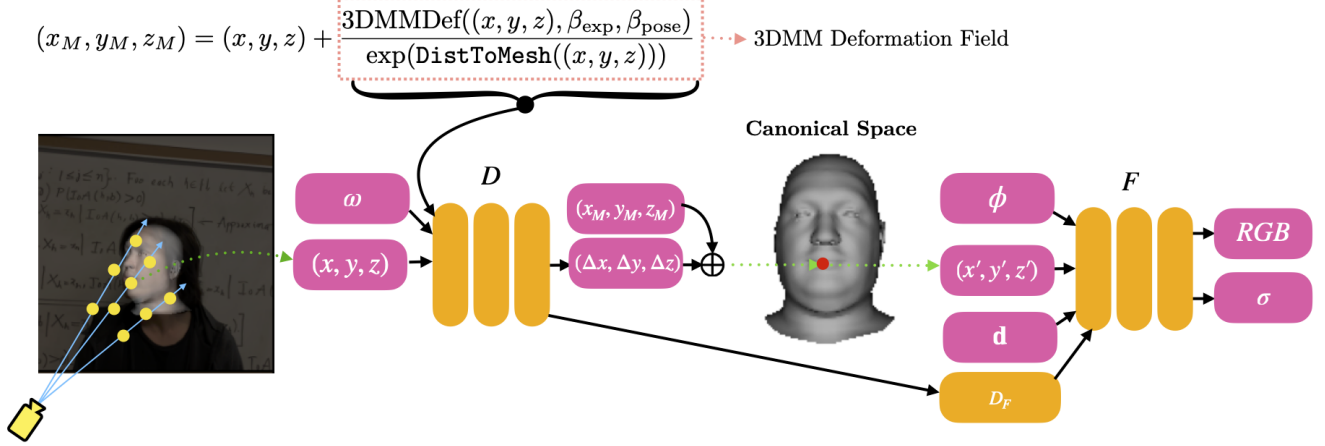 (x_M, y_M, z_M) = (x, y, z) + 3DMMDef((x, y, z), β_exp, β_pose) / exp(DistToMesh((x, y, z)))
3DMM Deformation Field
Canonical Space
D
F
ω
(x, y, z)
(x_M, y_M, z_M)
(Δx, Δy, Δz)
ϕ
(x′, y′, z′)
d
D_F
RGB
σ